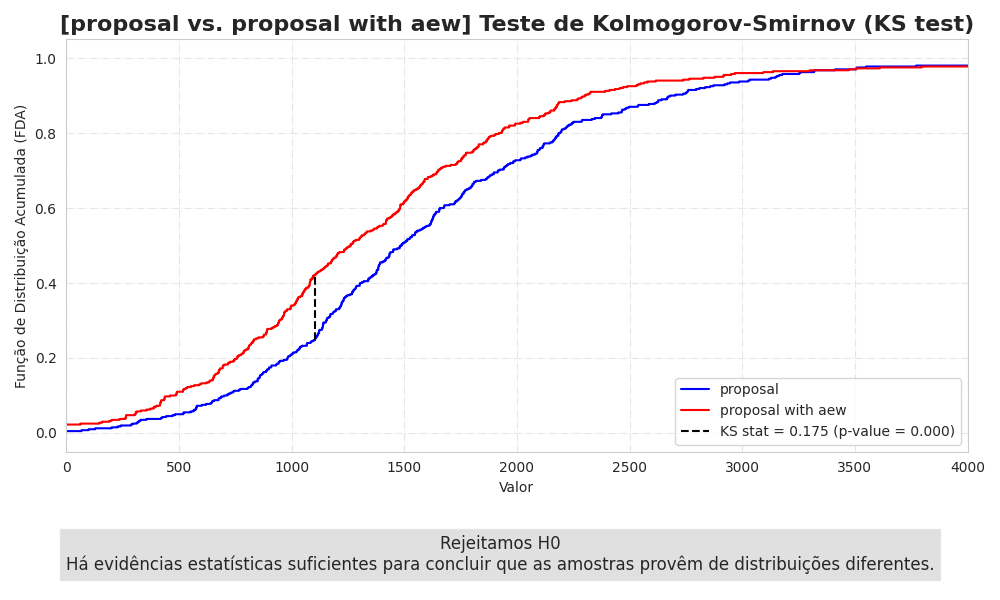 [proposal vs. proposal with aew] Teste de Kolmogorov-Smirnov (KS test)
Função de Distribuição Acumulada (FDA)
1.0
0.8
0.6
0.4
0.2
0.0
0
500
1000
1500
2000
2500
3000
3500
4000
Valor
proposal
proposal with aew
KS stat = 0.175 (p-value = 0.000)
Rejeitamos H0
Há evidências estatísticas suficientes para concluir que as amostras provêm de distribuições diferentes.